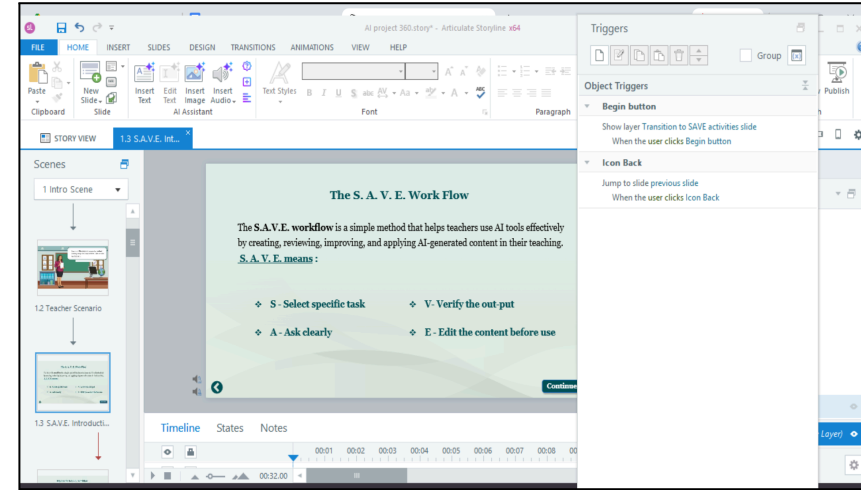 AI project 360.story* - Articulate Storyline x64
FILE HOME INSERT SLIDES DESIGN TRANSITIONS ANIMATIONS VIEW HELP
Paste
New Slide
Insert Text
Edit Text
Insert Image
Insert Audio
Text Styles
Publish
Clipboard Slide AI Assistant Font Paragraph
STORY VIEW
1.3 S.A.V.E. Int...
Scenes
1 Intro Scene
1.2 Teacher Scenario
1.3 S.A.V.E. Introducti...
The S. A. V. E. Work Flow
The S.A.V.E. workflow is a simple method that helps teachers use AI tools effectively
by creating, reviewing, improving, and applying AI-generated content in their teaching.
S. A. V. E. means :
❖ S - Select specific task
❖ V- Verify the out-put
❖ A - Ask clearly
❖ E - Edit the content before use
Continue
Timeline States Notes
00:01 00:02 00:03 00:04 00:05 00:06 00:07 00:08 00
00:32.00
Triggers
Group
Object Triggers
Begin button
Show layer Transition to SAVE activities slide
When the user clicks Begin button
Icon Back
Jump to slide previous slide
When the user clicks Icon Back
Layer)